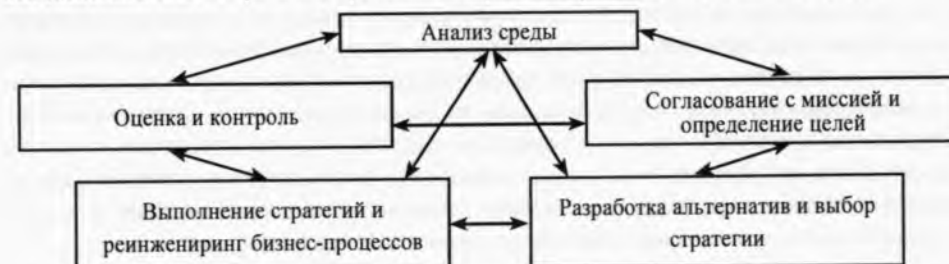 Анализ среды
Оценка и контроль
Согласование с миссией и
определение целей
Выполнение стратегий и
реинжениринг бизнес-процессов
Разработка альтернатив и выбор
стратегии